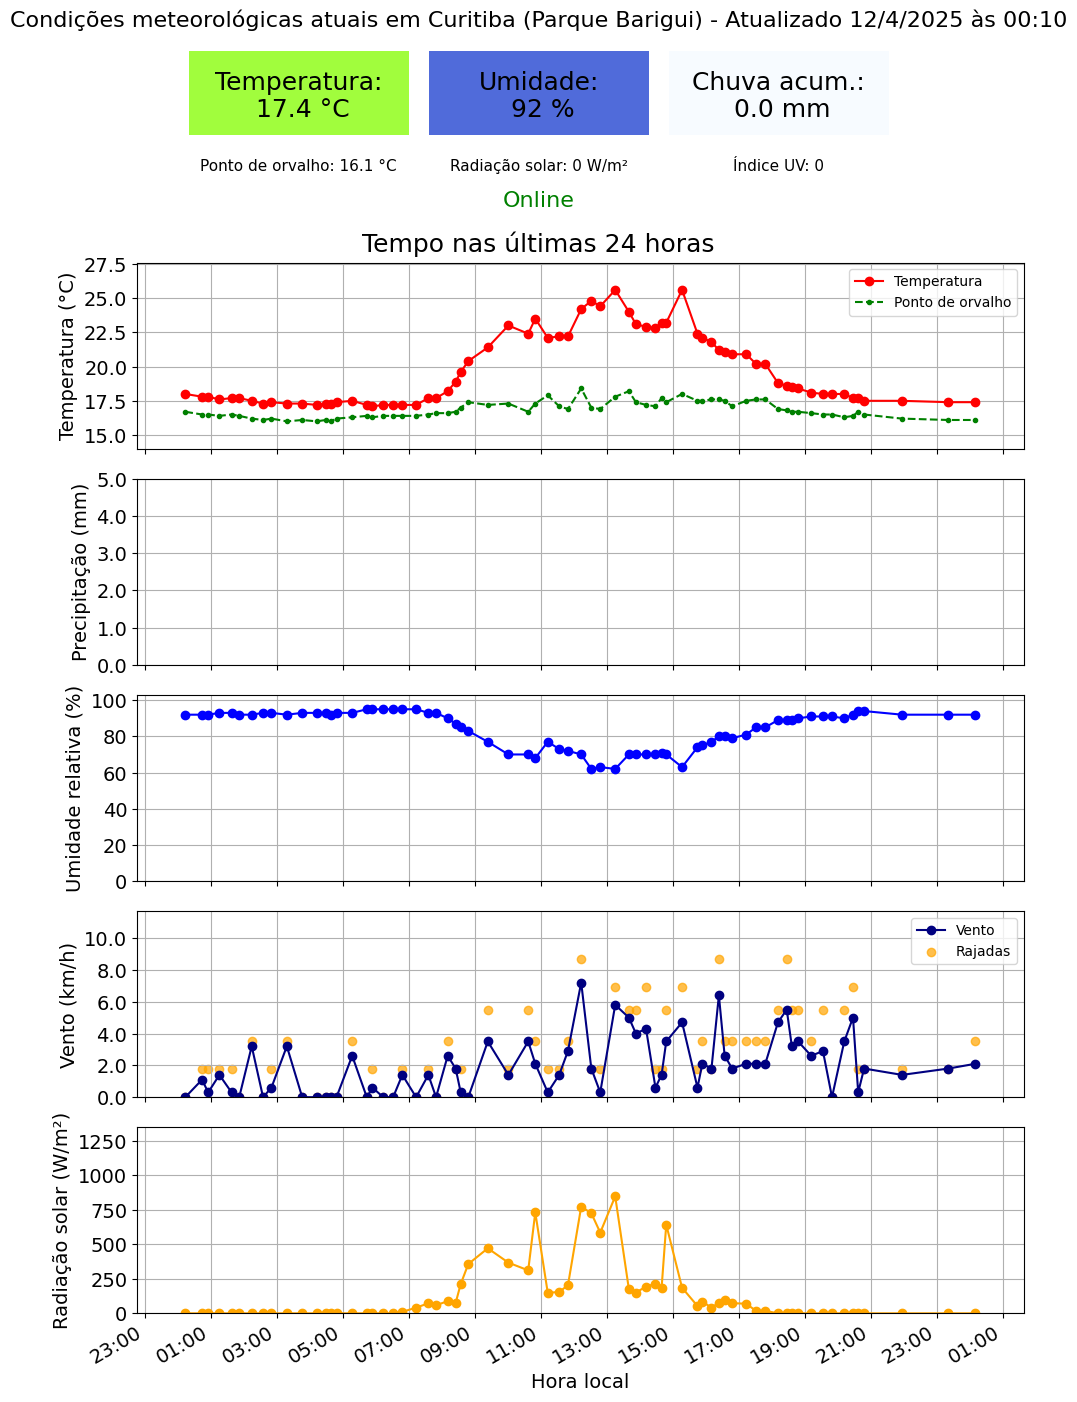 Condições meteorológicas atuais em Curitiba (Parque Barigui) - Atualizado 12/4/2025 às 00:10
Temperatura:
17.4 °C
Umidade:
92 %
Chuva acum.:
0.0 mm
Ponto de orvalho: 16.1 °C
Radiação solar: 0 W/m²
Índice UV: 0
Online
Tempo nas últimas 24 horas
Temperatura (°C)
27.5
25.0
22.5
20.0
17.5
15.0
Temperatura
Ponto de orvalho
Precipitação (mm)
5.0
4.0
3.0
2.0
1.0
0.0
Umidade relativa (%)
100
80
60
40
20
0
Vento (km/h)
10.0
8.0
6.0
4.0
2.0
0.0
Vento
Rajadas
Radiação solar (W/m²)
1250
1000
750
500
250
0
23:00
01:00
03:00
05:00
07:00
09:00
11:00
13:00
15:00
17:00
19:00
21:00
23:00
01:00
Hora local